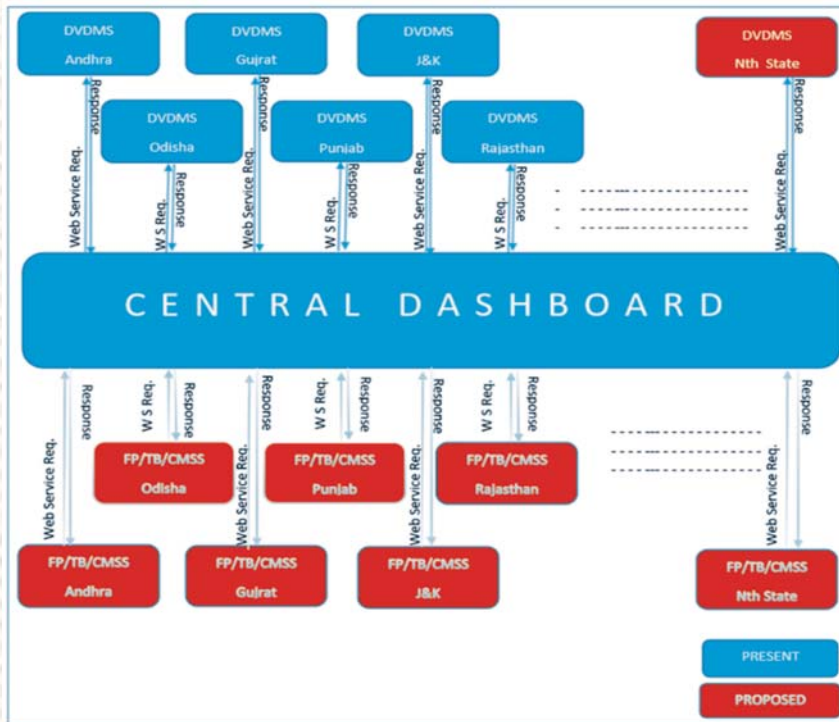 DVDMS
Andhra
DVDMS
Gujrat
DVDMS
J&K
DVDMS
Nth State
DVDMS
Odisha
DVDMS
Punjab
DVDMS
Rajasthan
Web Service Req.
Response
W S Req.
Response
Web Service Req.
Response
W S Req.
Response
Web Service Req.
Response
W S Req.
Response
Web Service Req.
Response
CENTRAL DASHBOARD
Web Service Req.
Response
W S Req.
Response
Web Service Req.
Response
W S Req.
Response
Web Service Req.
Response
W S Req.
Response
Web Service Req.
Response
FP/TB/CMSS
Odisha
FP/TB/CMSS
Punjab
FP/TB/CMSS
Rajasthan
FP/TB/CMSS
Andhra
FP/TB/CMSS
Gujrat
FP/TB/CMSS
J&K
FP/TB/CMSS
Nth State
PRESENT
PROPOSED